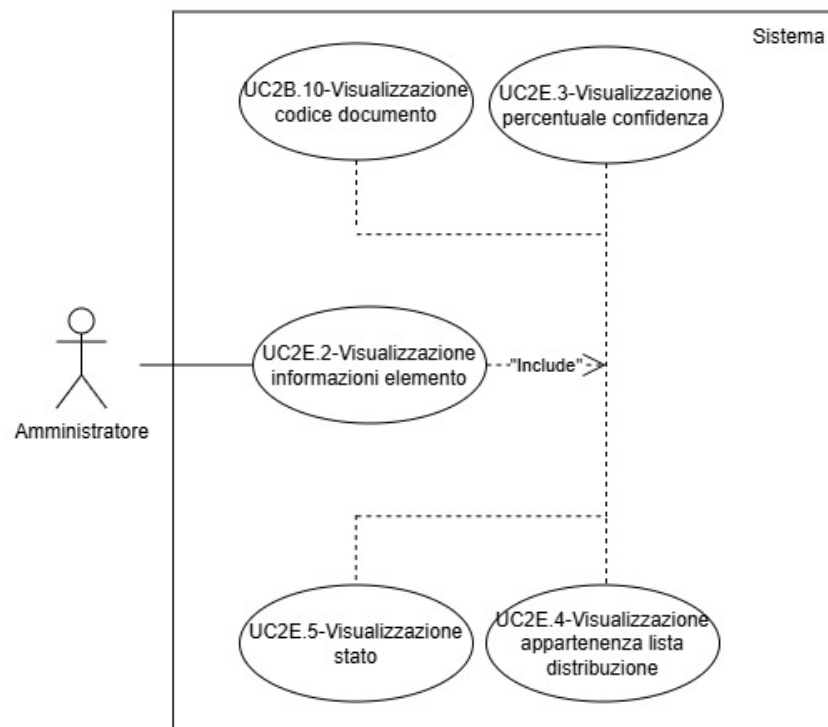 Sistema
UC2B.10-Visualizzazione
codice documento
UC2E.3-Visualizzazione
percentuale confidenza
UC2E.2-Visualizzazione
informazioni elemento
"Include"
Amministratore
UC2E.5-Visualizzazione
stato
UC2E.4-Visualizzazione
appartenenza lista
distribuzione